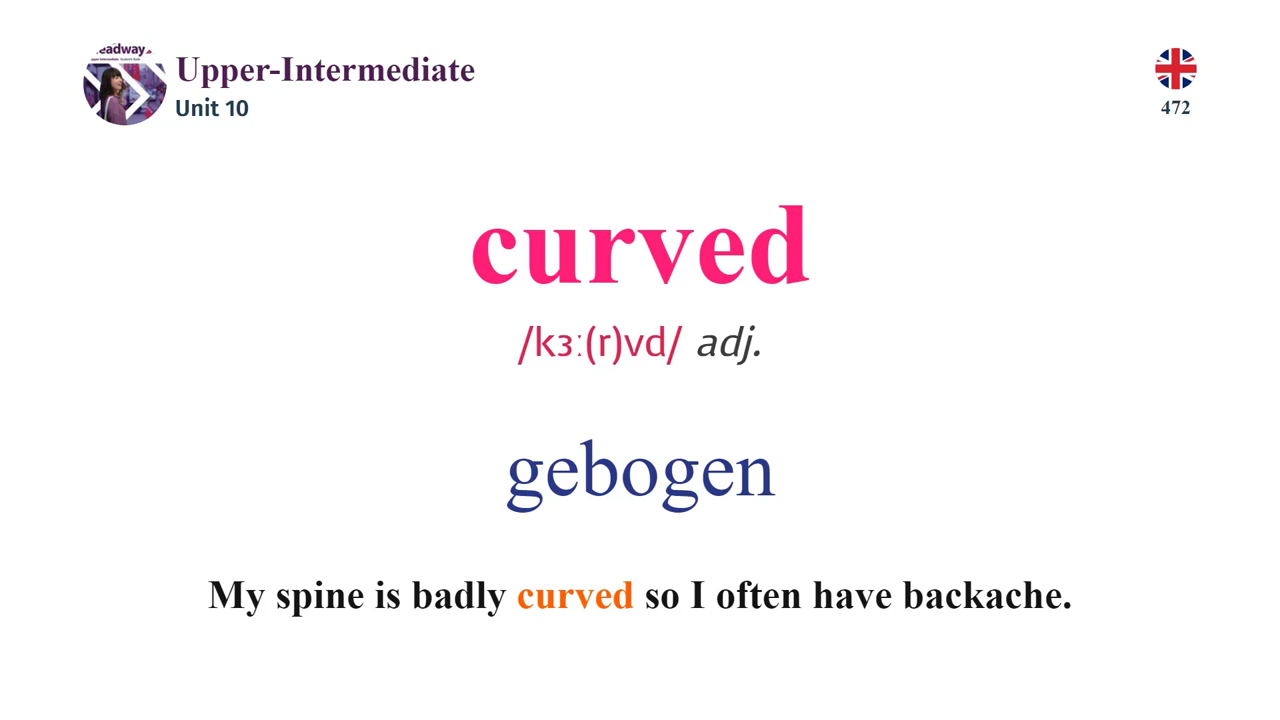 eadway
Upper-Intermediate
Unit 10
472
curved
/kɜː(r)vd/ adj.
gebogen
My spine is badly curved so I often have backache.